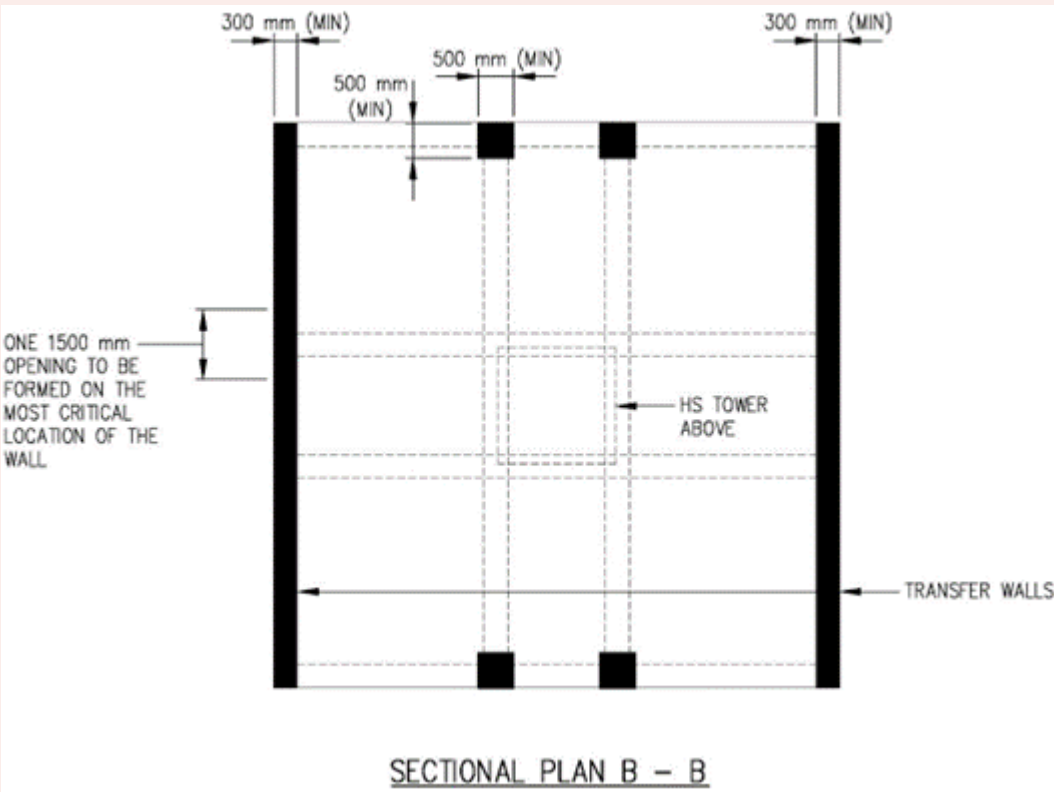 300 mm (MIN)
300 mm (MIN)
500 mm (MIN)
500 mm
(MIN)
ONE 1500 mm
OPENING TO BE
FORMED ON THE
MOST CRITICAL
LOCATION OF THE
WALL
HS TOWER
ABOVE
TRANSFER WALLS
SECTIONAL PLAN B - B